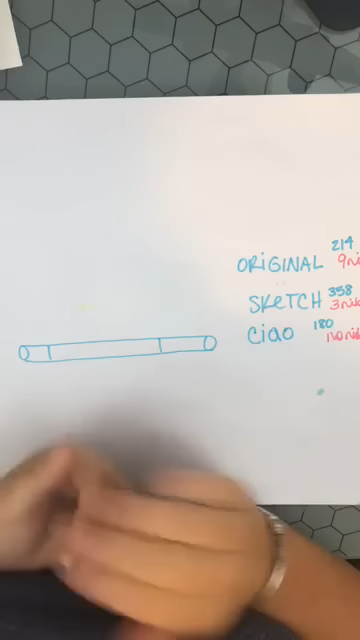 214
ORIGINAL
358
SKETCH
180
Ciao